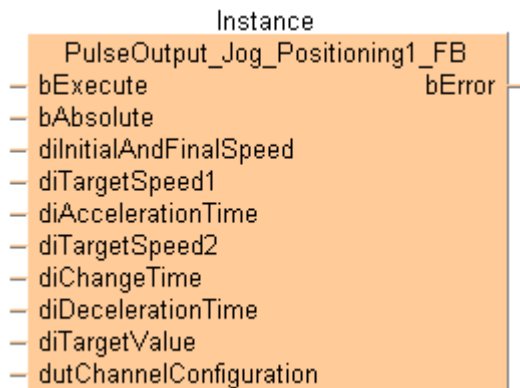 Instance
PulseOutput_Jog_Positioning1_FB
bExecute bError
bAbsolute
diInitialAndFinalSpeed
diTargetSpeed1
diAccelerationTime
diTargetSpeed2
diChangeTime
diDecelerationTime
diTargetValue
dutChannelConfiguration